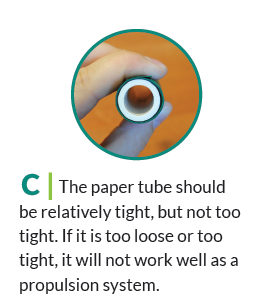 C | The paper tube should
be relatively tight, but not too
tight. If it is too loose or too
tight, it will not work well as a
propulsion system.